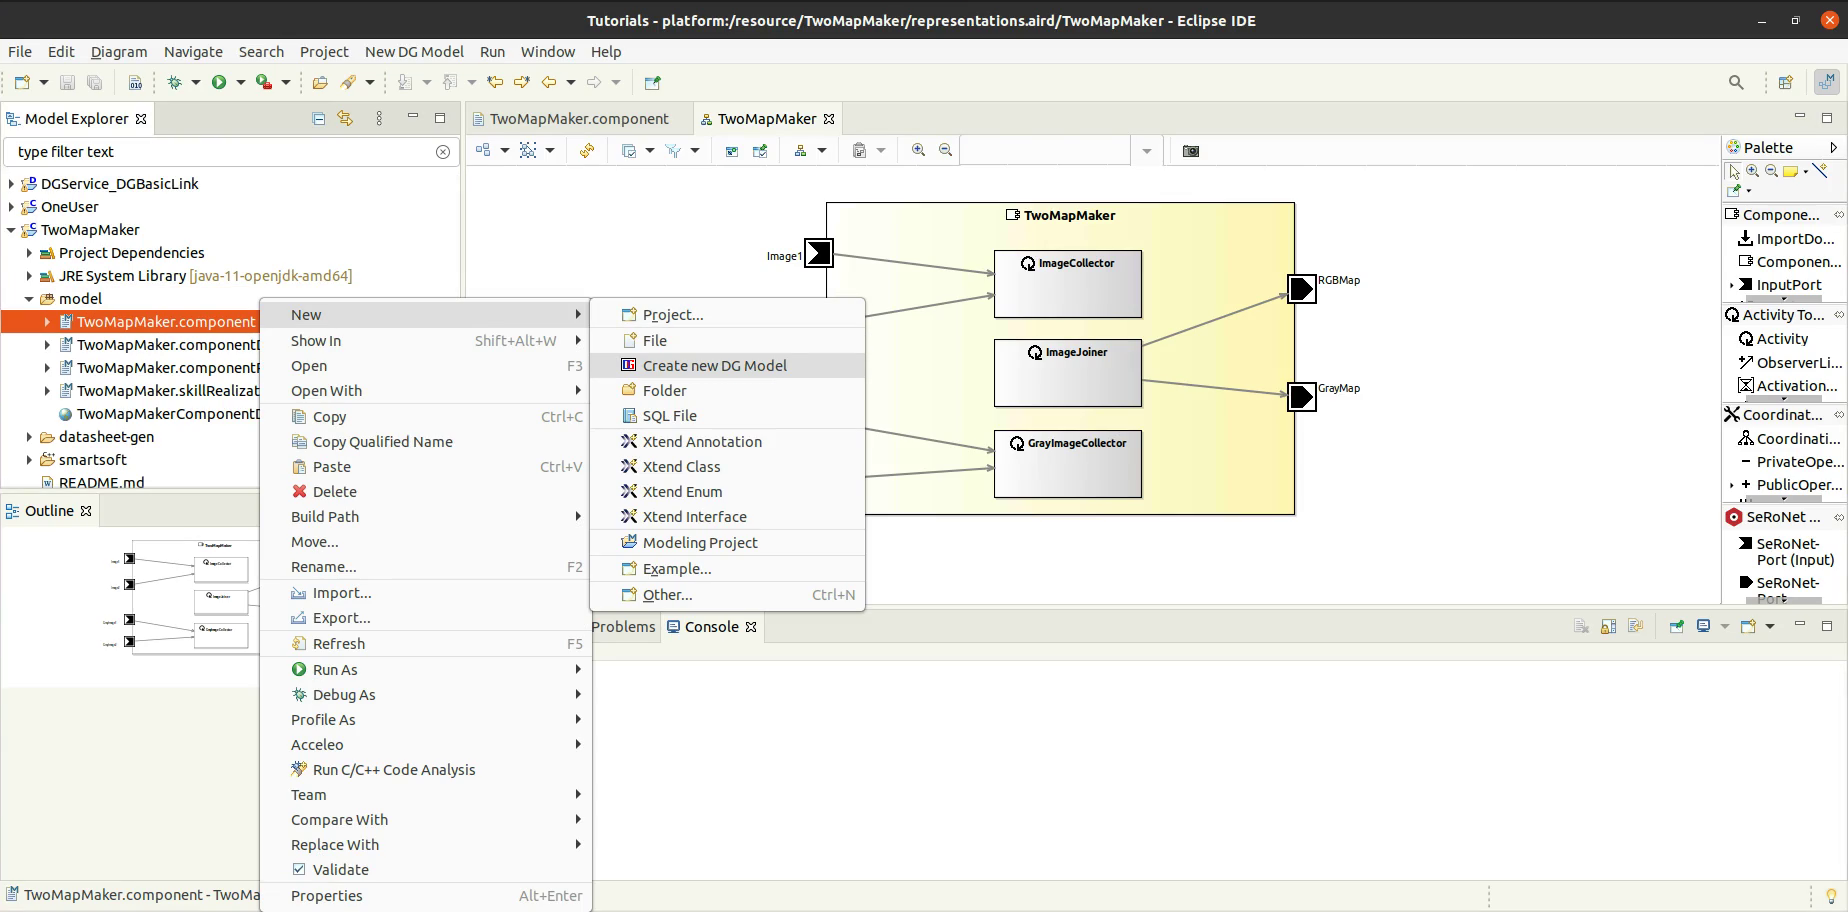 Tutorials - platform:/resource/TwoMapMaker/representations.aird/TwoMapMaker - Eclipse IDE
File Edit Diagram Navigate Search Project New DG Model Run Window Help
Model Explorer
TwoMapMaker.component
TwoMapMaker
type filter text
DGService_DGBasicLink
OneUser
TwoMapMaker
Project Dependencies
JRE System Library [java-11-openjdk-amd64]
model
TwoMapMaker.component
TwoMapMaker.componentD
TwoMapMaker.componentP
TwoMapMaker.skillRealizat
TwoMapMakerComponentD
datasheet-gen
smartsoft
README.md
Outline
New
Show In Shift+Alt+W
Open F3
Open With
Copy Ctrl+C
Copy Qualified Name
Paste Ctrl+V
Delete
Build Path
Move...
Rename... F2
Import...
Export...
Refresh F5
Run As
Debug As
Profile As
Acceleo
Run C/C++ Code Analysis
Team
Compare With
Replace With
Validate
Properties Alt+Enter
Project...
File
Create new DG Model
Folder
SQL File
Xtend Annotation
Xtend Class
Xtend Enum
Xtend Interface
Modeling Project
Example...
Other... Ctrl+N
TwoMapMaker
Image1
ImageCollector
ImageJoiner
GrayImageCollector
RGBMap
GrayMap
Palette
Compone...
ImportDo...
Componen...
InputPort
Activity To...
Activity
ObserverLi...
Activation...
Coordinat...
Coordinati...
PrivateOpe...
PublicOper...
SeRoNet ...
SeRoNet-
Port (Input)
SeRoNet-
Port
Problems
Console
TwoMapMaker.component - TwoMa